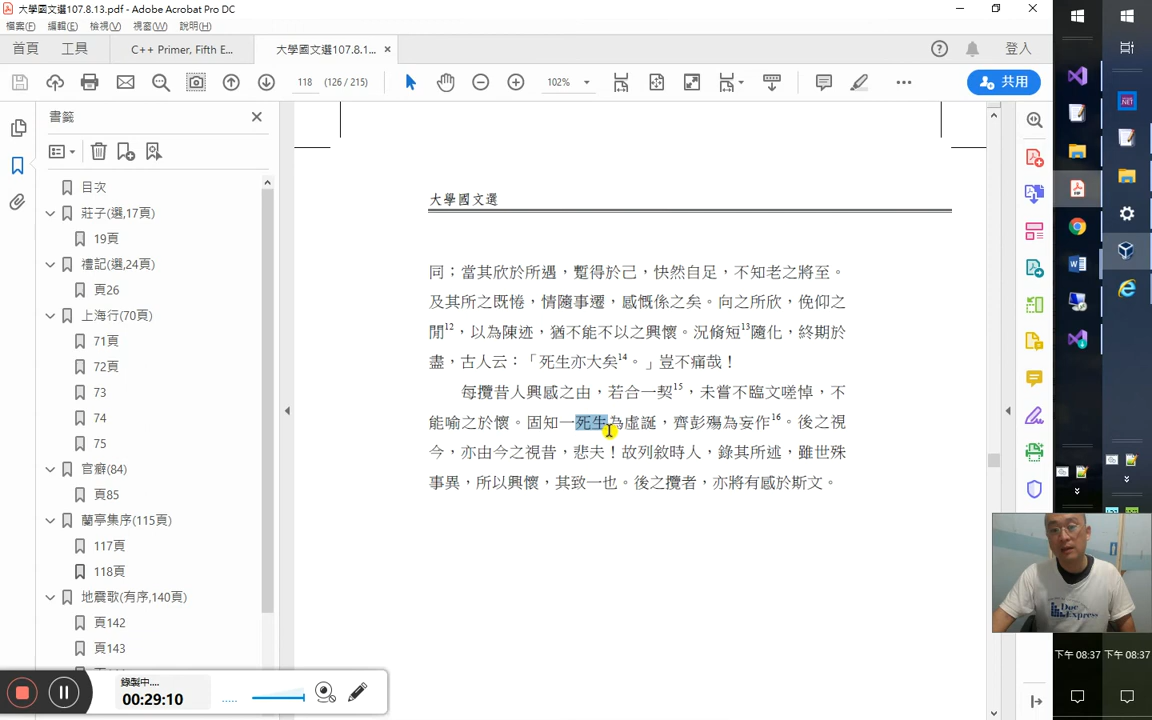 大學國文選107.8.13.pdf - Adobe Acrobat Pro DC
檔案(F) 編輯(E) 檢視(V) 視窗(W) 說明(H)
首頁 工具 C++ Primer, Fifth E... 大學國文選107.8.1... × 登入
118 (126 / 215) 102% 共用
書籤
目次
莊子(選,17頁)
19頁
禮記(選,24頁)
頁26
上海行(70頁)
71頁
72頁
73
74
75
官癖(84)
頁85
蘭亭集序(115頁)
117頁
118頁
地震歌(有序,140頁)
頁142
頁143
大學國文選
同；當其欣於所遇，蹔得於己，快然自足，不知老之將至。
及其所之既惓，情隨事遷，感慨係之矣。向之所欣，俛仰之
閒12，以為陳迹，猶不能不以之興懷。況脩短13隨化，終期於
盡，古人云：「死生亦大矣14。」豈不痛哉！
每攬昔人興感之由，若合一契15，未嘗不臨文嗟悼，不
能喻之於懷。固知一死生為虛誕，齊彭殤為妄作16。後之視
今，亦由今之視昔，悲夫！故列敘時人，錄其所述，雖世殊
事異，所以興懷，其致一也。後之攬者，亦將有感於斯文。
錄製中....
00:29:10
Doc
Express
下午 08:37 下午 08:37